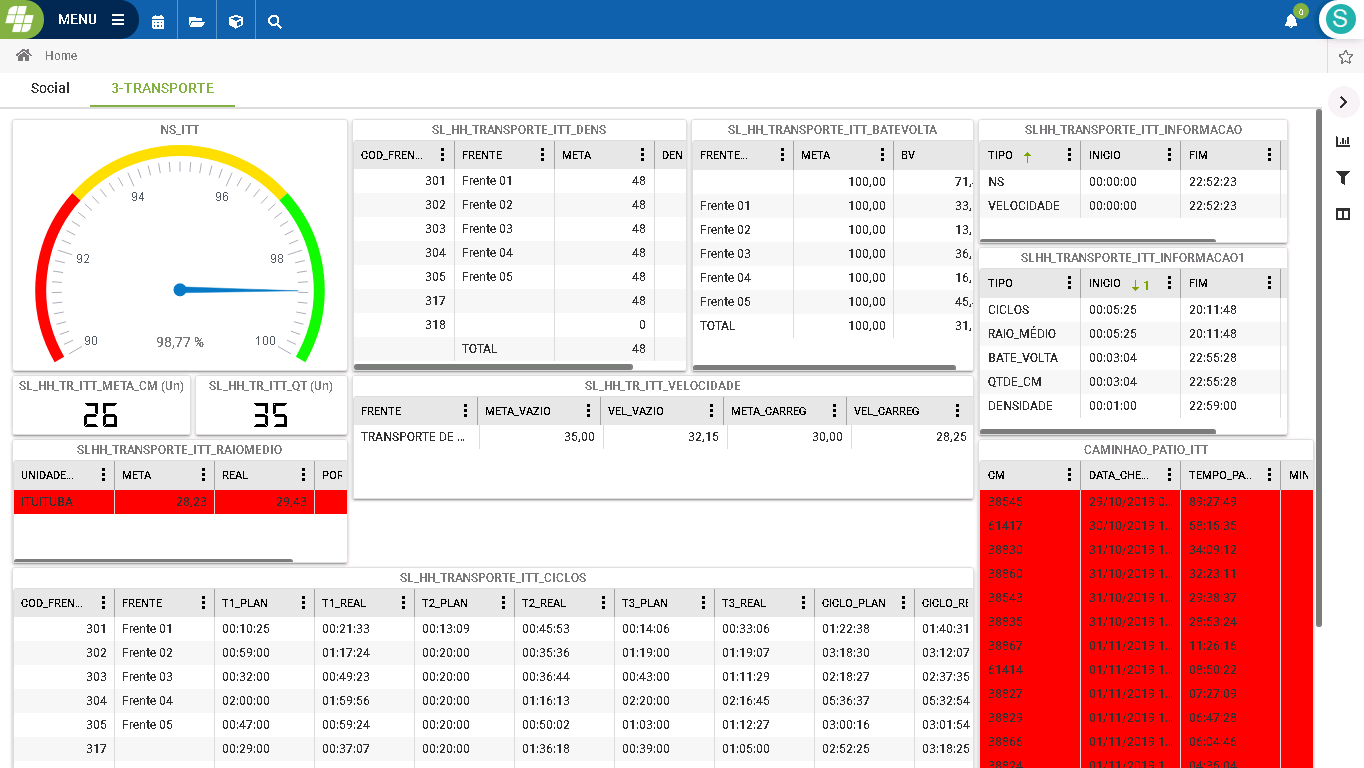 MENU
0
S
Home
Social 3-TRANSPORTE
NS_ITT
94 96
92 98
90 100
98,77 %
SL_HH_TRANSPORTE_ITT_DENS
COD_FREN... FRENTE META DEN
301 Frente 01 48
302 Frente 02 48
303 Frente 03 48
304 Frente 04 48
305 Frente 05 48
317 48
318 0
TOTAL 48
SL_HH_TRANSPORTE_ITT_BATEVOLTA
FRENTE... META BV
100,00 71,
Frente 01 100,00 33,
Frente 02 100,00 13,
Frente 03 100,00 36,
Frente 04 100,00 16,
Frente 05 100,00 45,
TOTAL 100,00 31,
SLHH_TRANSPORTE_ITT_INFORMACAO
TIPO INICIO FIM
NS 00:00:00 22:52:23
VELOCIDADE 00:00:00 22:52:23
SLHH_TRANSPORTE_ITT_INFORMACAO1
TIPO INICIO 1 FIM
CICLOS 00:05:25 20:11:48
RAIO_MÉDIO 00:05:25 20:11:48
BATE_VOLTA 00:03:04 22:55:28
QTDE_CM 00:03:04 22:55:28
DENSIDADE 00:01:00 22:59:00
SL_HH_TR_ITT_META_CM (Un)
26
SL_HH_TR_ITT_QT (Un)
35
SL_HH_TR_ITT_VELOCIDADE
FRENTE META_VAZIO VEL_VAZIO META_CARREG VEL_CARREG
TRANSPORTE DE ... 35,00 32,15 30,00 28,25
SLHH_TRANSPORTE_ITT_RAIOMEDIO
UNIDADE... META REAL POR
ITUIUTUBA 28,23 29,43
CAMINHAO_PATIO_ITT
CM DATA_CHE... TEMPO_PA... MIN
38545 29/10/2019 0... 89:27:49
61417 30/10/2019 1... 58:15:35
38830 31/10/2019 1... 34:09:12
38860 31/10/2019 1... 32:23:11
38543 31/10/2019 1... 29:38:37
38835 31/10/2019 1... 28:53:24
38867 01/11/2019 1... 11:26:15
61414 01/11/2019 1... 08:50:22
38827 01/11/2019 1... 07:27:09
38829 01/11/2019 1... 06:47:28
38865 01/11/2019 1... 05:04:45
38824 01/11/2019 1... 04:35:04
SL_HH_TRANSPORTE_ITT_CICLOS
COD_FREN... FRENTE T1_PLAN T1_REAL T2_PLAN T2_REAL T3_PLAN T3_REAL CICLO_PLAN CICLO_RE
301 Frente 01 00:10:25 00:21:33 00:13:09 00:45:53 00:14:06 00:33:06 01:22:38 01:40:31
302 Frente 02 00:59:00 01:17:24 00:20:00 00:35:36 01:19:00 01:19:07 03:18:30 03:12:07
303 Frente 03 00:32:00 00:49:23 00:20:00 00:36:44 00:43:00 01:11:29 02:18:27 02:37:35
304 Frente 04 02:00:00 01:59:56 00:20:00 01:16:13 02:20:00 02:16:45 05:36:37 05:32:54
305 Frente 05 00:47:00 00:59:24 00:20:00 00:50:02 01:03:00 01:12:27 03:00:16 03:01:54
317 00:29:00 00:37:07 00:20:00 01:36:18 00:39:00 01:05:00 02:52:25 03:18:25